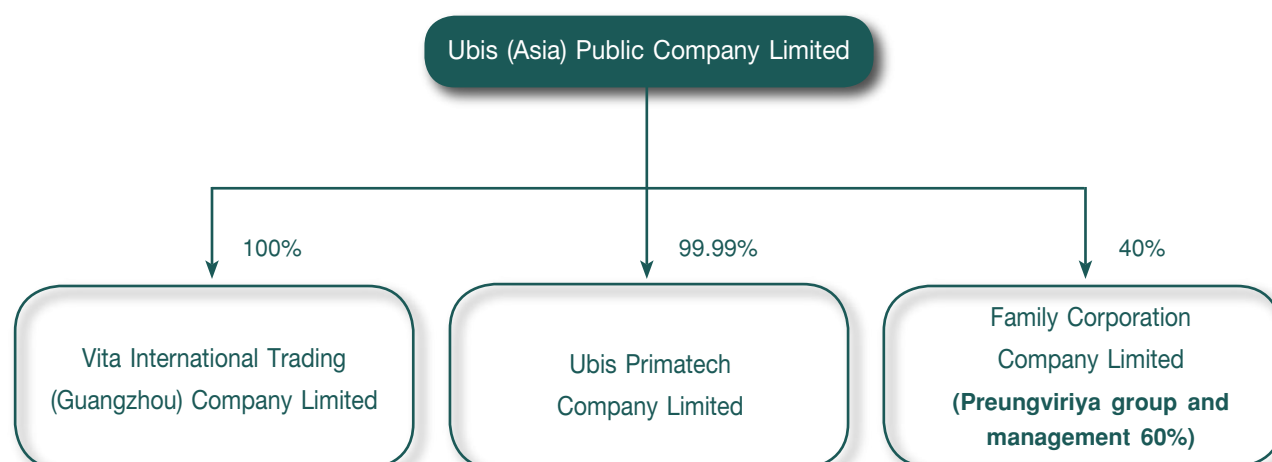 Ubis (Asia) Public Company Limited
100%
99.99%
40%
Vita International Trading
(Guangzhou) Company Limited
Ubis Primatech
Company Limited
Family Corporation
Company Limited
(Preungviriya group and
management 60%)